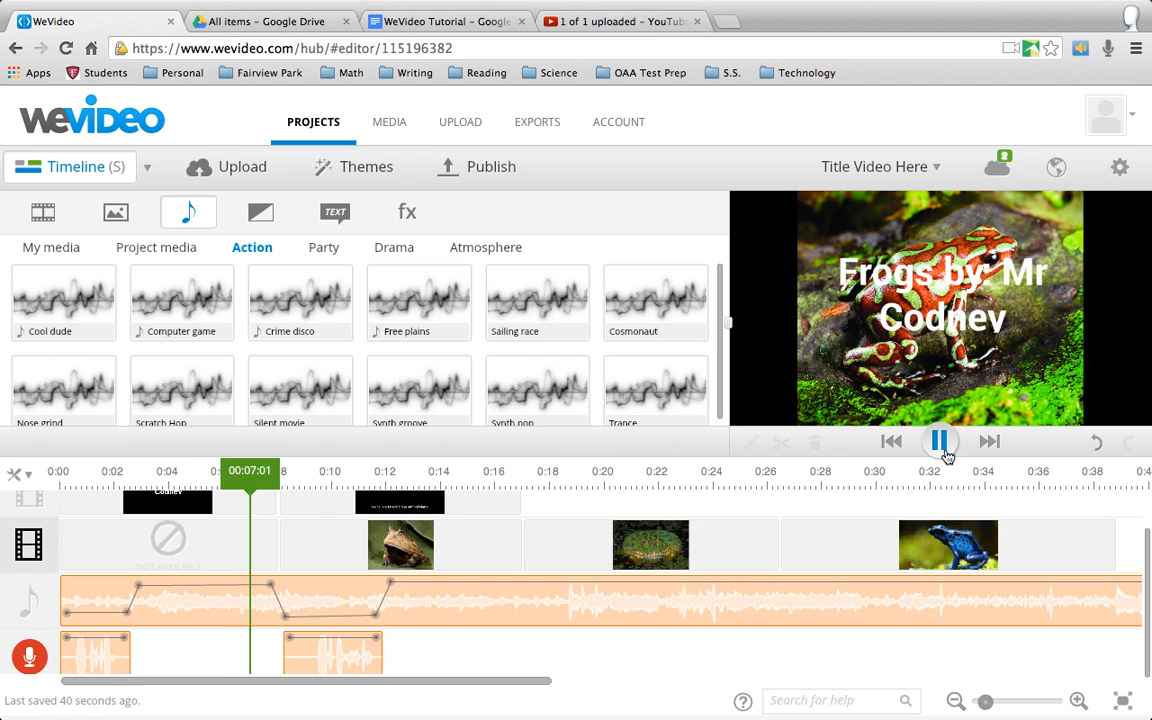 WeVideo
All items - Google Drive
WeVideo Tutorial - Google
1 of 1 uploaded - YouTube
https://www.wevideo.com/hub/#editor/115196382
Apps Students Personal Fairview Park Math Writing Reading Science OAA Test Prep S.S. Technology
wevideo PROJECTS MEDIA UPLOAD EXPORTS ACCOUNT
Timeline (S) Upload Themes Publish Title Video Here 2
TEXT fx
My media Project media Action Party Drama Atmosphere
Cool dude Computer game Crime disco Free plains Sailing race Cosmonaut
Nose grind Scratch Hop Silent movie Synth groove Synth pop Trance
Frogs by: Mr
Codney
0:00 0:02 0:04 00:07:01 0:10 0:12 0:14 0:16 0:18 0:20 0:22 0:24 0:26 0:28 0:30 0:32 0:34 0:36 0:38
Codney
NOT AVAILABLE
Last saved 40 seconds ago.
Search for help